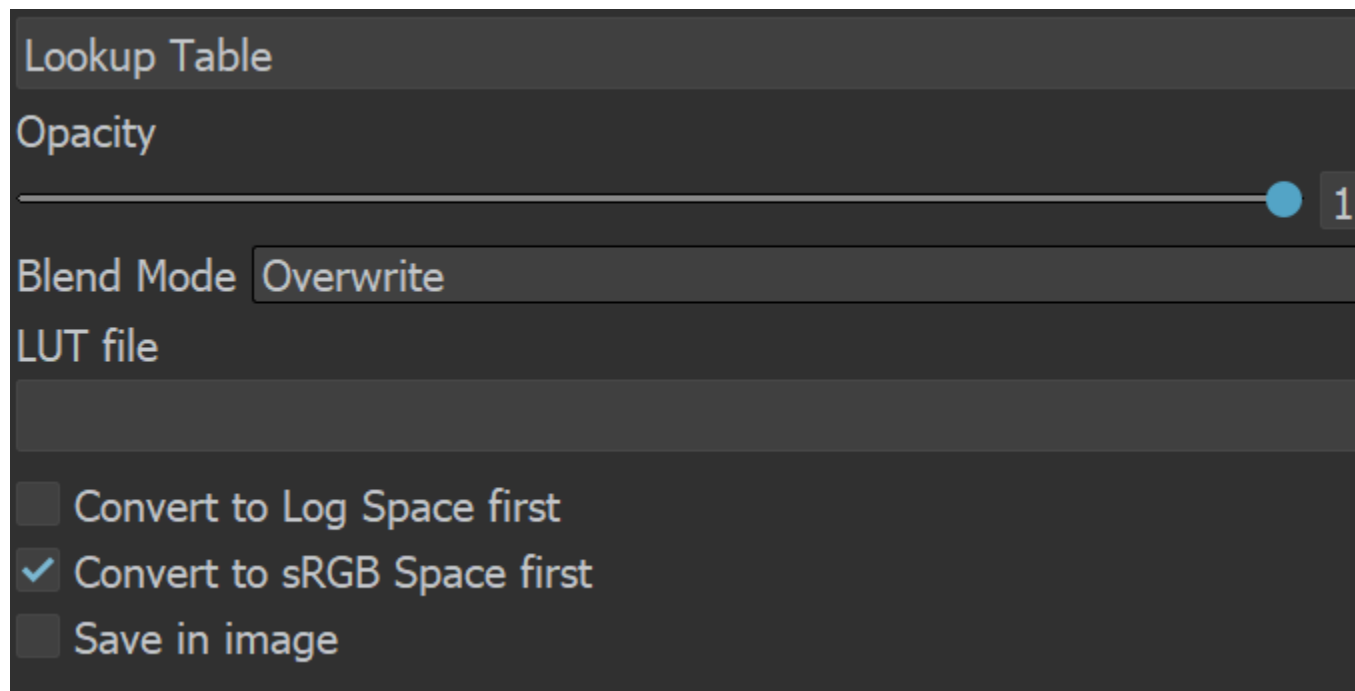 Lookup Table
Opacity
1
Blend Mode Overwrite
LUT file
Convert to Log Space first
Convert to sRGB Space first
Save in image